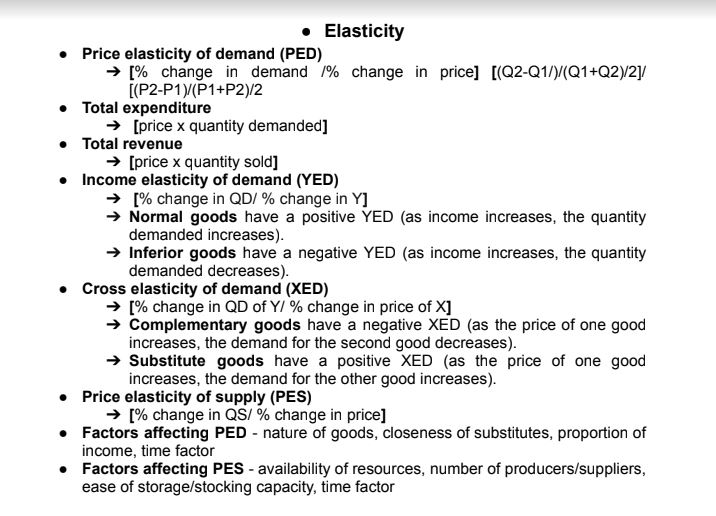 ● Elasticity
● Price elasticity of demand (PED)
➔ [% change in demand /% change in price] [(Q2-Q1/)/(Q1+Q2)/2]/
[(P2-P1)/(P1+P2)/2
● Total expenditure
➔ [price x quantity demanded]
● Total revenue
➔ [price x quantity sold]
● Income elasticity of demand (YED)
➔ [% change in QD/ % change in Y]
➔ Normal goods have a positive YED (as income increases, the quantity
demanded increases).
➔ Inferior goods have a negative YED (as income increases, the quantity
demanded decreases).
● Cross elasticity of demand (XED)
➔ [% change in QD of Y/ % change in price of X]
➔ Complementary goods have a negative XED (as the price of one good
increases, the demand for the second good decreases).
➔ Substitute goods have a positive XED (as the price of one good
increases, the demand for the other good increases).
● Price elasticity of supply (PES)
➔ [% change in QS/ % change in price]
● Factors affecting PED - nature of goods, closeness of substitutes, proportion of
income, time factor
● Factors affecting PES - availability of resources, number of producers/suppliers,
ease of storage/stocking capacity, time factor